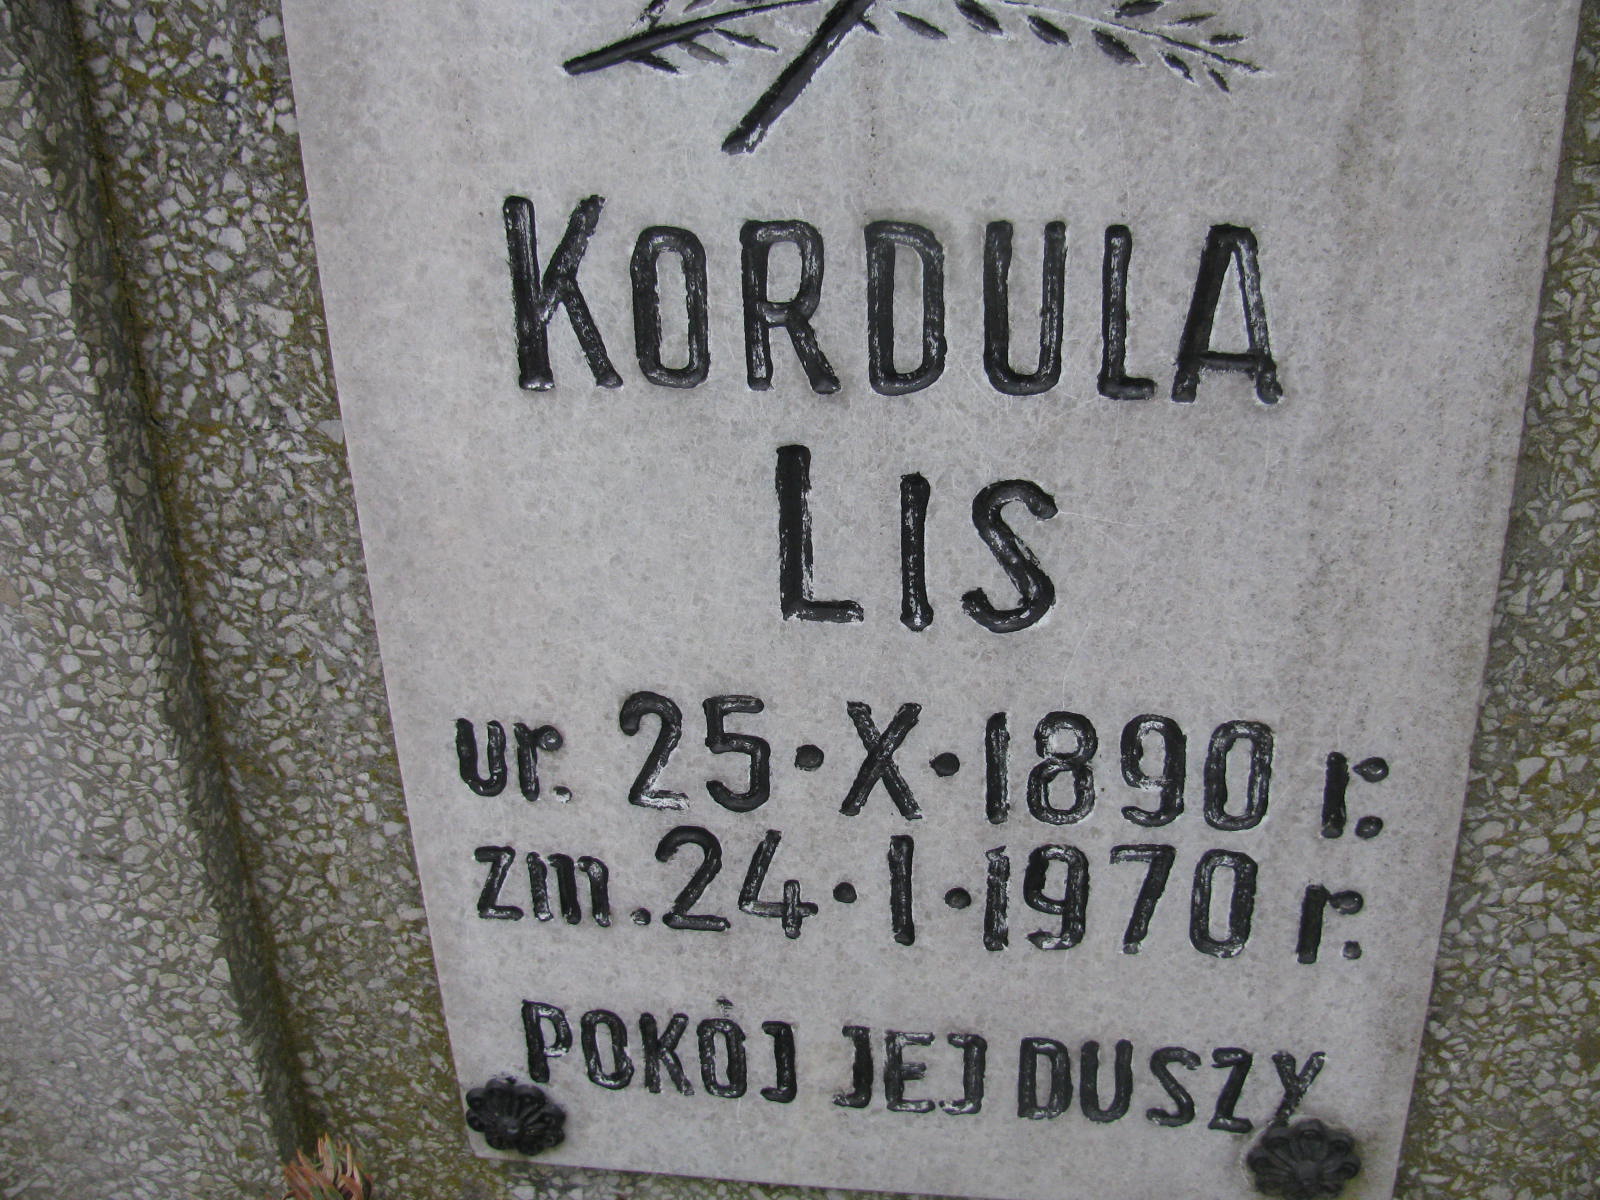 KORDULA
LIS
ur. 25·X·1890 r.
zm. 24·I·1970 r.
POKÓJ JEJ DUSZY